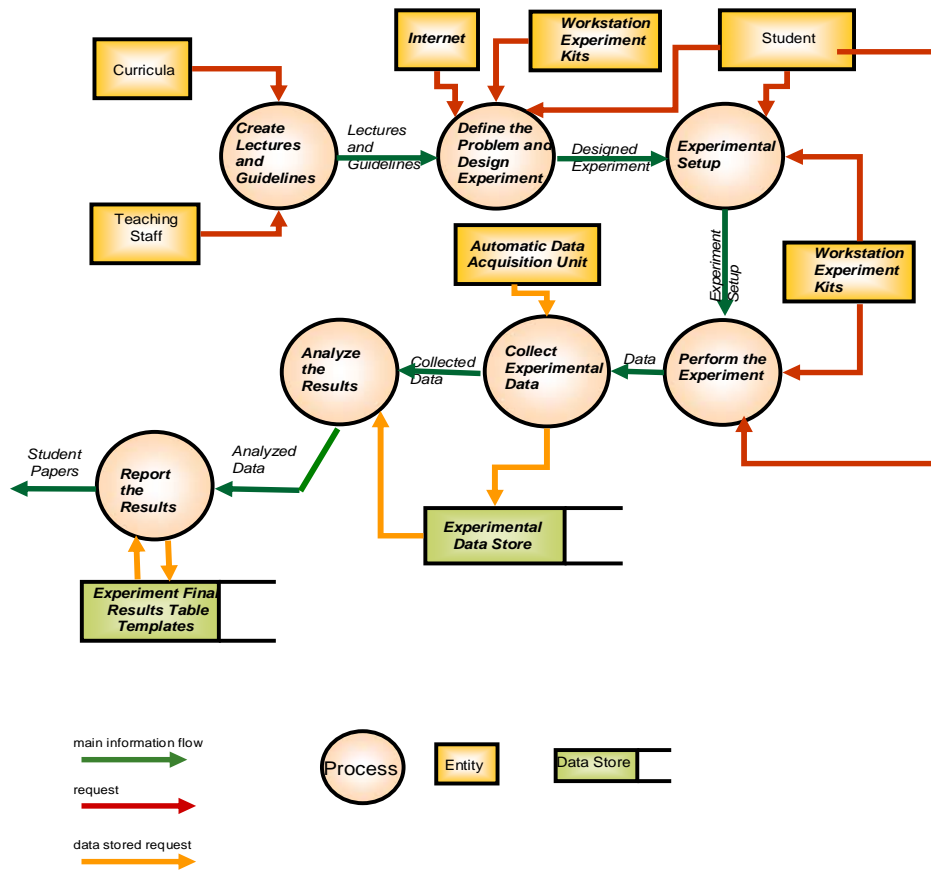 Curricula
Internet
Workstation
Experiment
Kits
Student
Create
Lectures
and
Guidelines
Lectures
and
Guidelines
Define the
Problem and
Design
Experiment
Designed
Experiment
Experimental
Setup
Teaching
Staff
Automatic Data
Acquisition Unit
Experiment
Setup
Workstation
Experiment
Kits
Analyze
the
Results
Collected
Data
Collect
Experimental
Data
Data
Perform the
Experiment
Student
Papers
Report
the
Results
Analyzed
Data
Experimental
Data Store
Experiment Final
Results Table
Templates
main information flow
request
data stored request
Process
Entity
Data Store